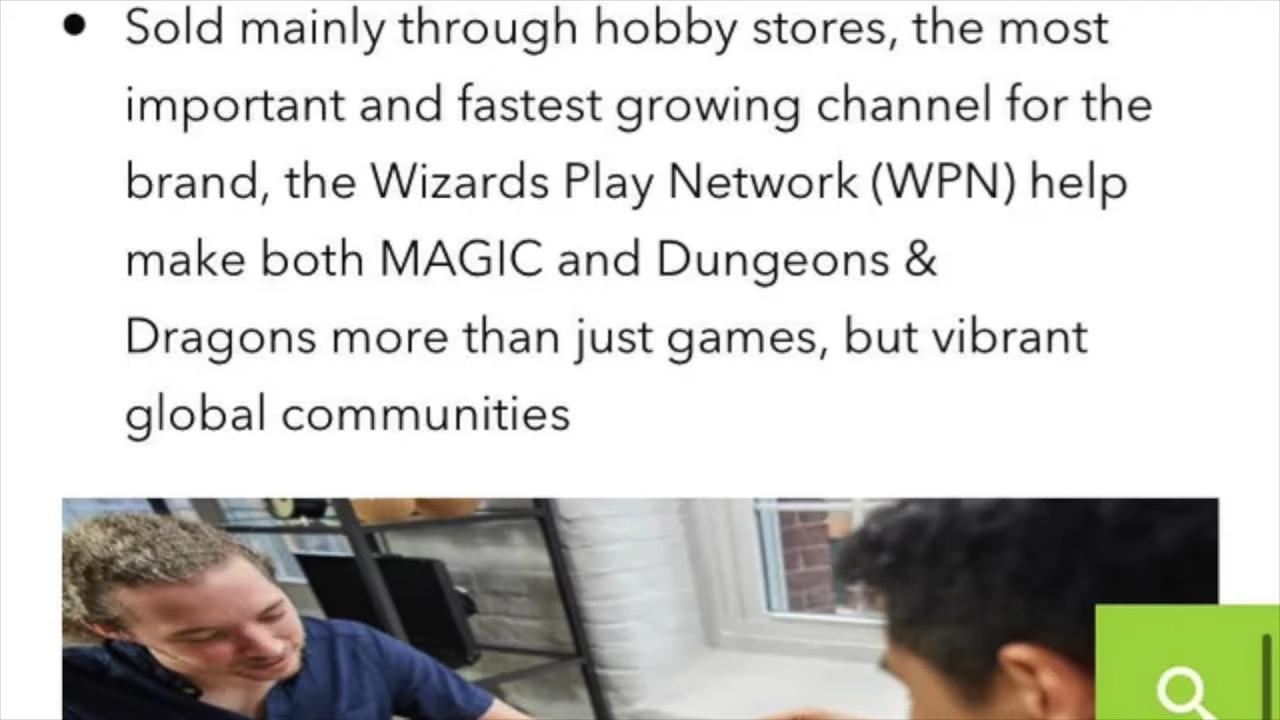 Sold mainly through hobby stores, the most
important and fastest growing channel for the
brand, the Wizards Play Network (WPN) help
make both MAGIC and Dungeons &
Dragons more than just games, but vibrant
global communities